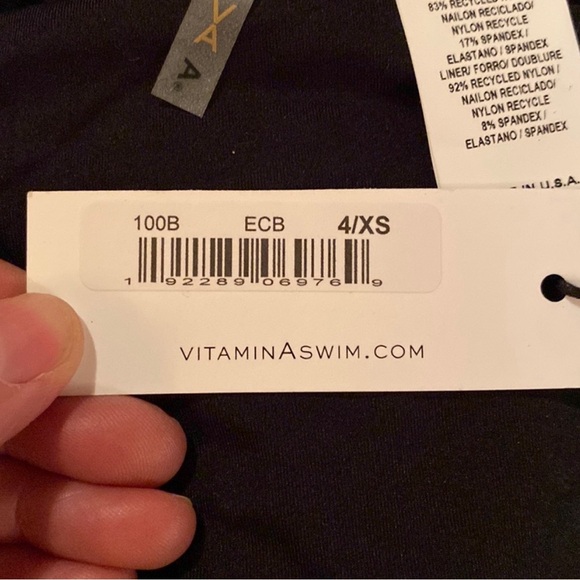 VA
A®
83% RECYCLED
NAILON RECICLADO/
NYLON RECYCLE
17% SPANDEX /
ELASTANO / SPANDEX
LINER/ FORRO/ DOUBLURE
92% RECYCLED NYLON /
NAILON RECICLADO/
NYLON RECYCLE
8% SPANDEX /
ELASTANO / SPANDEX
IN U.S.A.
100B ECB 4/XS
1 92289 06976 9
VITAMINASWIM.COM